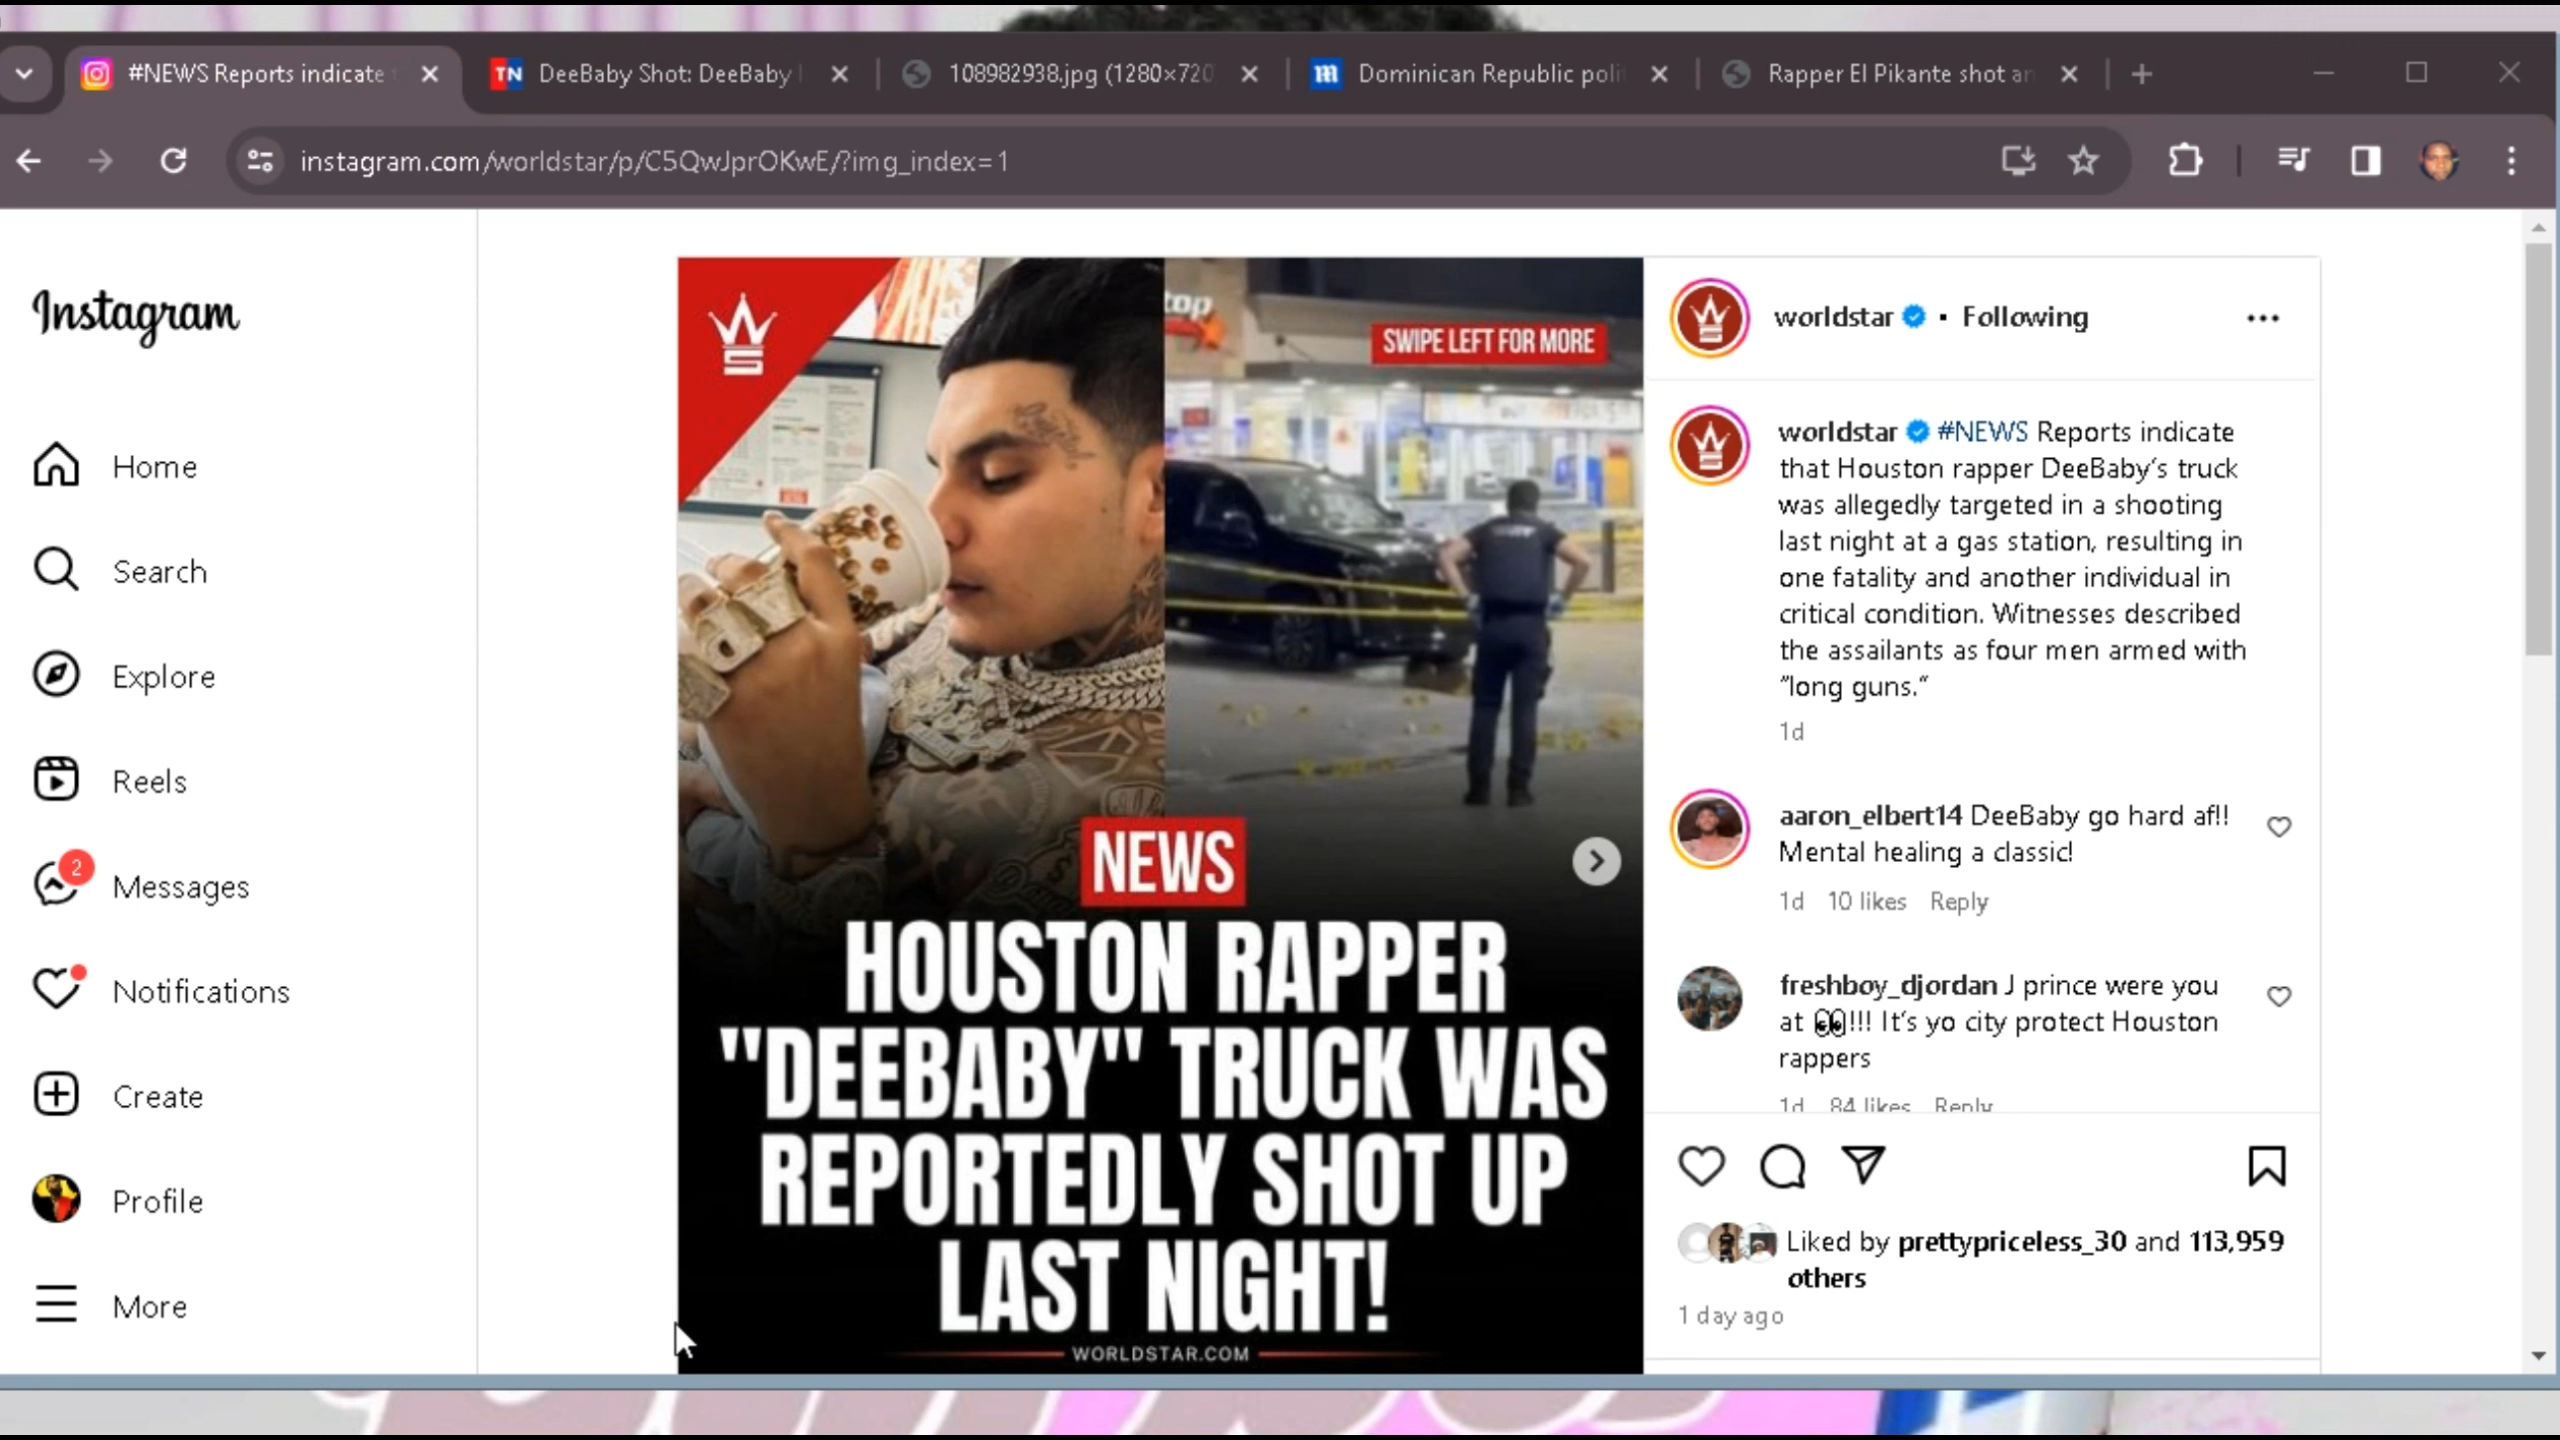 #NEWS Reports indicate
DeeBaby Shot: DeeBaby
108982938.jpg (1280×720
Dominican Republic poli
Rapper El Pikante shot an
instagram.com/worldstar/p/C5QwJprOKwE/?img_index=1
Instagram
Home
Search
Explore
Reels
2
Messages
Notifications
Create
Profile
More
top
SWIPE LEFT FOR MORE
NEWS
HOUSTON RAPPER
"DEEBABY" TRUCK WAS
REPORTEDLY SHOT UP
LAST NIGHT!
WORLDSTAR.COM
worldstar • Following
worldstar #NEWS Reports indicate
that Houston rapper DeeBaby's truck
was allegedly targeted in a shooting
last night at a gas station, resulting in
one fatality and another individual in
critical condition. Witnesses described
the assailants as four men armed with
"long guns."
1d
aaron_elbert14 DeeBaby go hard af!!
Mental healing a classic!
1d 10 likes Reply
freshboy_djordan J prince were you
at 👀!!! It's yo city protect Houston
rappers
1d 84 likes Reply
Liked by prettypriceless_30 and 113,959
others
1 day ago